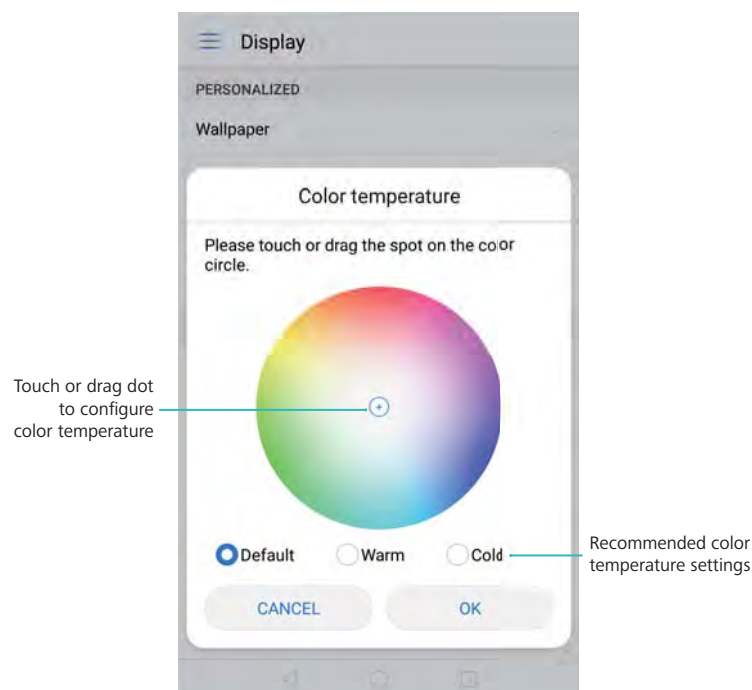 Display
PERSONALIZED
Wallpaper
Color temperature
Please touch or drag the spot on the color
circle.
Touch or drag dot
to configure
color temperature
Default Warm Cold
Recommended color
temperature settings
CANCEL OK